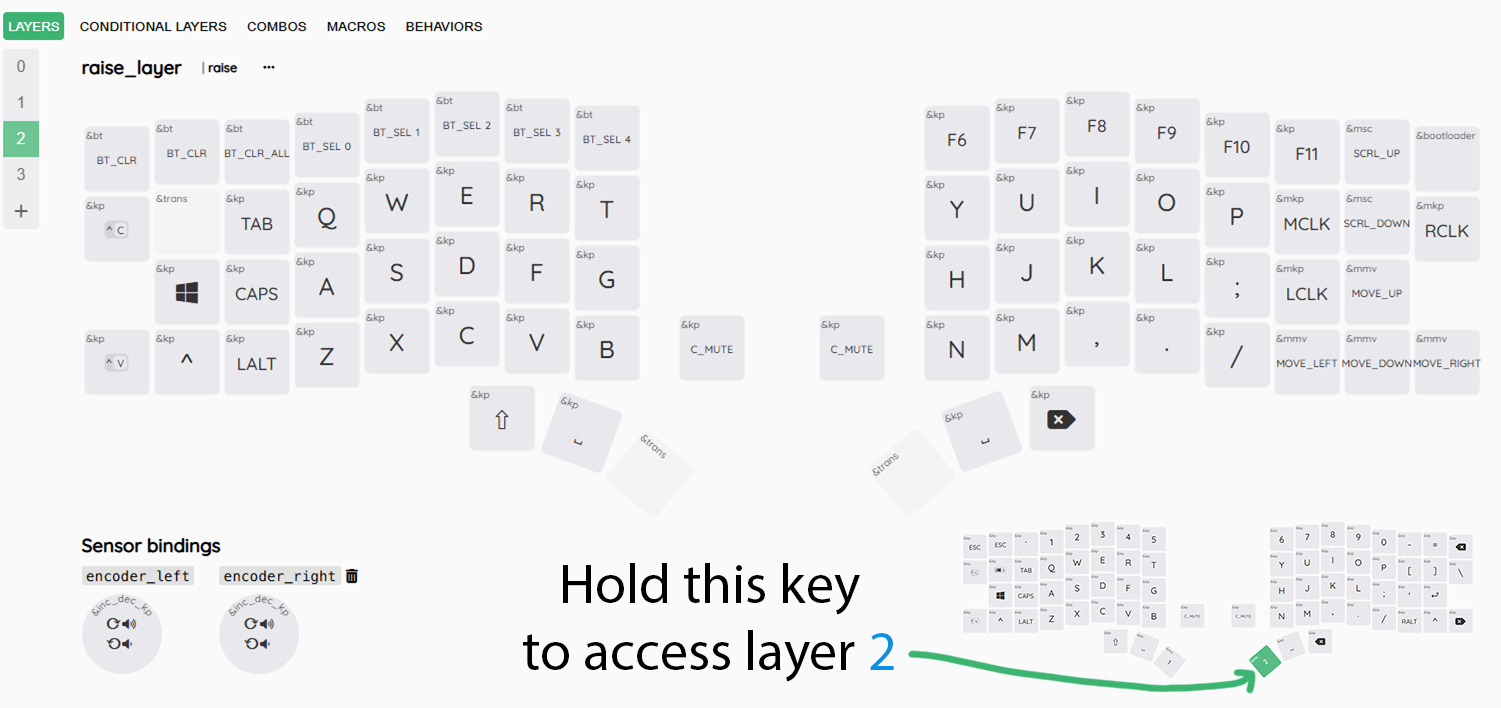 LAYERS CONDITIONAL LAYERS COMBOS MACROS BEHAVIORS
0
1
2
3
+
raise_layer | raise ...
&bt BT_CLR
&bt BT_CLR
&bt BT_CLR_ALL
&bt BT_SEL 0
&bt BT_SEL 1
&bt BT_SEL 2
&bt BT_SEL 3
&bt BT_SEL 4
&kp F6
&kp F7
&kp F8
&kp F9
&kp F10
&kp F11
&msc SCRL_UP
&bootloader
&kp ^ C
&trans
&kp TAB
&kp Q
&kp W
&kp E
&kp R
&kp T
&kp Y
&kp U
&kp I
&kp O
&kp P
&mkp MCLK
&msc SCRL_DOWN
&mkp RCLK
&kp
&kp CAPS
&kp A
&kp S
&kp D
&kp F
&kp G
&kp H
&kp J
&kp K
&kp L
&kp ;
&mkp LCLK
&mmv MOVE_UP
&kp ^ V
&kp ^
&kp LALT
&kp Z
&kp X
&kp C
&kp V
&kp B
&kp C_MUTE
&kp C_MUTE
&kp N
&kp M
&kp ,
&kp .
&kp /
&mmv MOVE_LEFT
&mmv MOVE_DOWN
&mmv MOVE_RIGHT
&kp ⇧
&kp ⎵
&trans
&trans
&kp ⎵
&kp
Sensor bindings
encoder_left encoder_right
&inc_dec_kp &inc_dec_kp
Hold this key
to access layer 2
ESC ESC ` 1 2 3 4 5 6 7 8 9 0 - =
TAB Q W E R T Y U I O P [ ] \
CAPS A S D F G H J K L ; '
^ LALT Z X C V B C_MUTE C_MUTE N M , . / RALT ^
⇧ ⎵ 1 2 ⎵